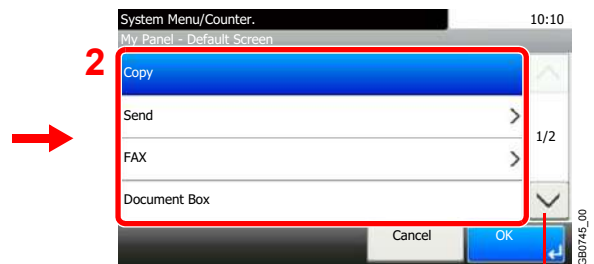 System Menu/Counter.
10:10
My Panel - Default Screen
2
Copy
Send
1/2
FAX
Document Box
Cancel
OK
GB0745_00